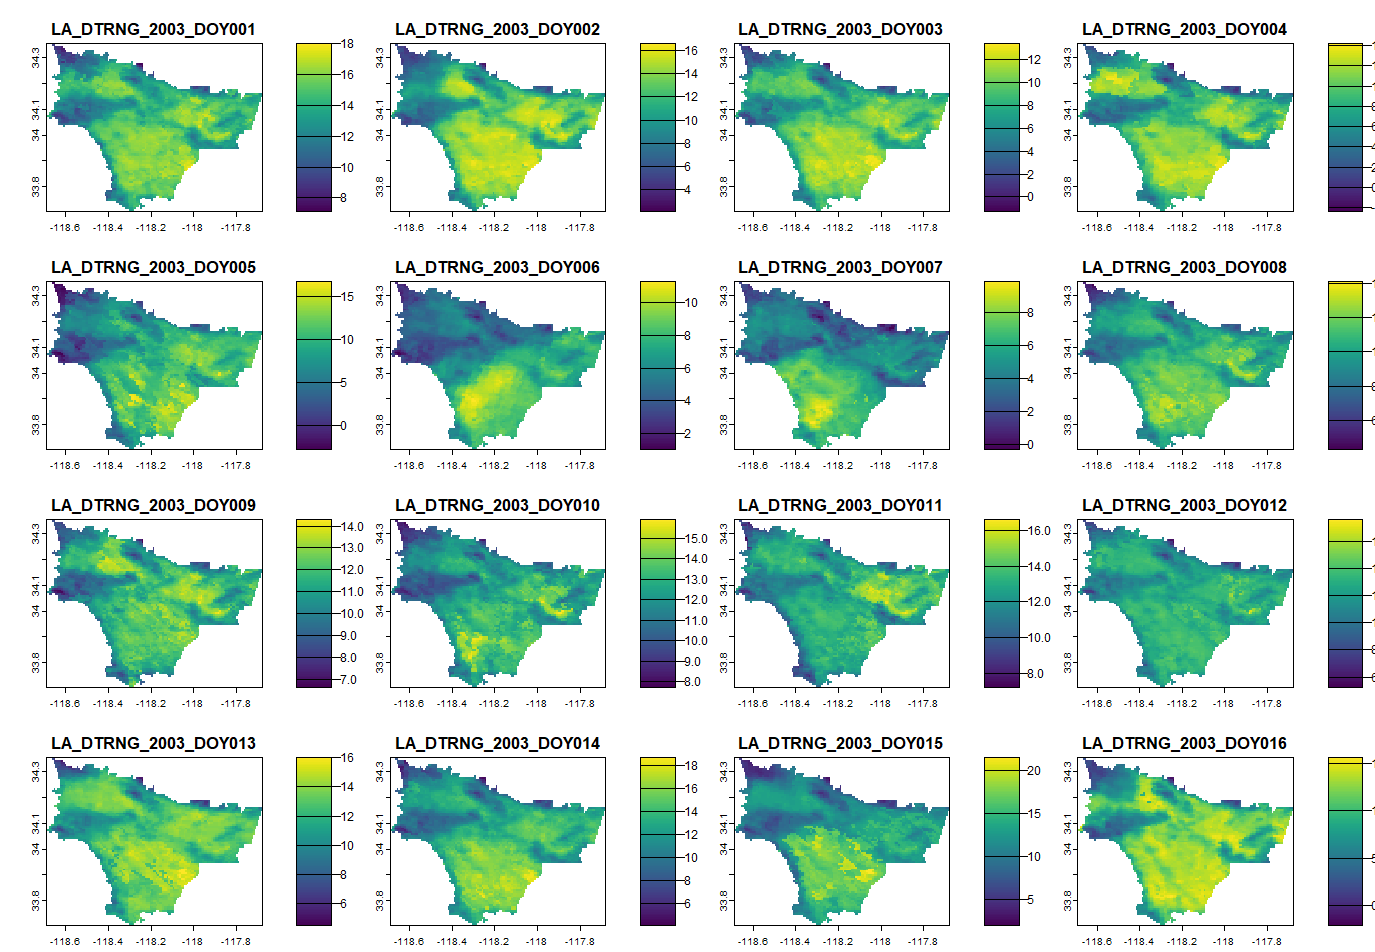 LA_DTRNG_2003_DOY001 LA_DTRNG_2003_DOY002 LA_DTRNG_2003_DOY003 LA_DTRNG_2003_DOY004
34.3 34.1 34 33.8
-118.6 -118.4 -118.2 -118 -117.8
18 16 14 12 10 8
34.3 34.1 34 33.8
-118.6 -118.4 -118.2 -118 -117.8
16 14 12 10 8 6 4
34.3 34.1 34 33.8
-118.6 -118.4 -118.2 -118 -117.8
12 10 8 6 4 2 0
34.3 34.1 34 33.8
-118.6 -118.4 -118.2 -118 -117.8
LA_DTRNG_2003_DOY005 LA_DTRNG_2003_DOY006 LA_DTRNG_2003_DOY007 LA_DTRNG_2003_DOY008
34.3 34.1 34 33.8
-118.6 -118.4 -118.2 -118 -117.8
15 10 5 0
34.3 34.1 34 33.8
-118.6 -118.4 -118.2 -118 -117.8
10 8 6 4 2
34.3 34.1 34 33.8
-118.6 -118.4 -118.2 -118 -117.8
8 6 4 2 0
34.3 34.1 34 33.8
-118.6 -118.4 -118.2 -118 -117.8
LA_DTRNG_2003_DOY009 LA_DTRNG_2003_DOY010 LA_DTRNG_2003_DOY011 LA_DTRNG_2003_DOY012
34.3 34.1 34 33.8
-118.6 -118.4 -118.2 -118 -117.8
14.0 13.0 12.0 11.0 10.0 9.0 8.0 7.0
34.3 34.1 34 33.8
-118.6 -118.4 -118.2 -118 -117.8
15.0 14.0 13.0 12.0 11.0 10.0 9.0 8.0
34.3 34.1 34 33.8
-118.6 -118.4 -118.2 -118 -117.8
16.0 14.0 12.0 10.0 8.0
34.3 34.1 34 33.8
-118.6 -118.4 -118.2 -118 -117.8
LA_DTRNG_2003_DOY013 LA_DTRNG_2003_DOY014 LA_DTRNG_2003_DOY015 LA_DTRNG_2003_DOY016
34.3 34.1 34 33.8
-118.6 -118.4 -118.2 -118 -117.8
16 14 12 10 8 6
34.3 34.1 34 33.8
-118.6 -118.4 -118.2 -118 -117.8
18 16 14 12 10 8 6
34.3 34.1 34 33.8
-118.6 -118.4 -118.2 -118 -117.8
20 15 10 5
34.3 34.1 34 33.8
-118.6 -118.4 -118.2 -118 -117.8